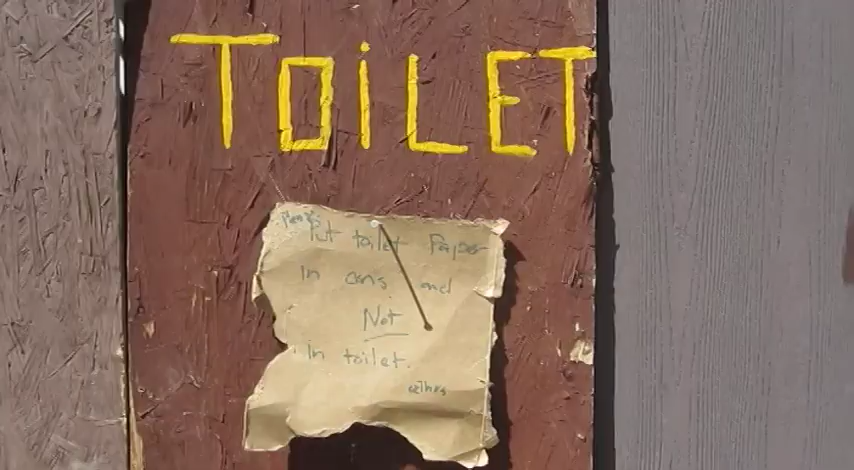 TOiLET
Please
Put toilet Paper
in cans and
Not
in toilet.